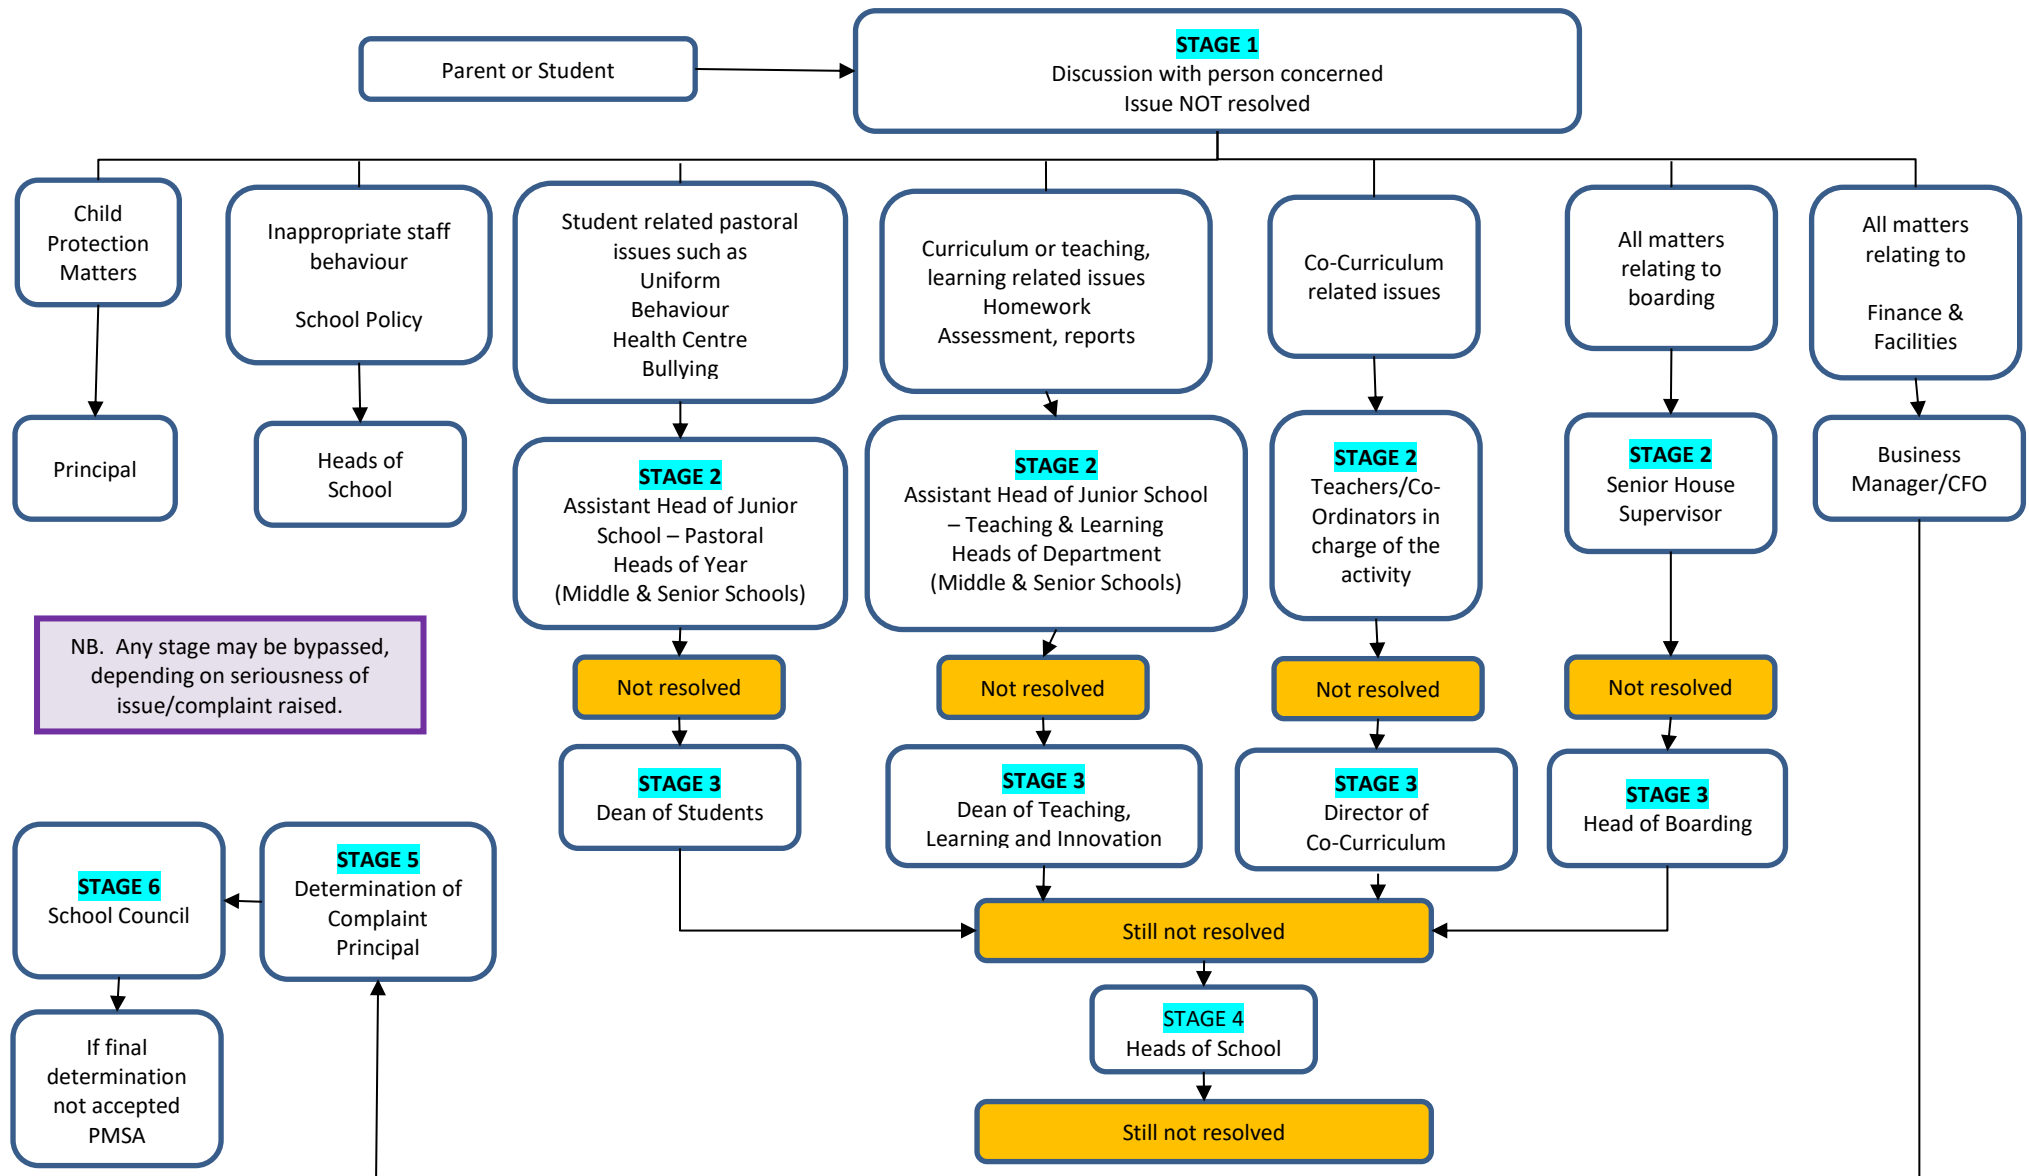 Parent or Student
STAGE 1
Discussion with person concerned
Issue NOT resolved
Child
Protection
Matters
Inappropriate staff
behaviour
School Policy
Student related pastoral
issues such as
Uniform
Behaviour
Health Centre
Bullying
Curriculum or teaching,
learning related issues
Homework
Assessment, reports
Co-Curriculum
related issues
All matters
relating to
boarding
All matters
relating to
Finance &
Facilities
Principal
Heads of
School
STAGE 2
Assistant Head of Junior
School – Pastoral
Heads of Year
(Middle & Senior Schools)
STAGE 2
Assistant Head of Junior School
– Teaching & Learning
Heads of Department
(Middle & Senior Schools)
STAGE 2
Teachers/Co-
Ordinators in
charge of the
activity
STAGE 2
Senior House
Supervisor
Business
Manager/CFO
NB.  Any stage may be bypassed,
depending on seriousness of
issue/complaint raised.
Not resolved
Not resolved
Not resolved
Not resolved
STAGE 3
Dean of Students
STAGE 3
Dean of Teaching,
Learning and Innovation
STAGE 3
Director of
Co-Curriculum
STAGE 3
Head of Boarding
Still not resolved
STAGE 4
Heads of School
Still not resolved
STAGE 5
Determination of
Complaint
Principal
STAGE 6
School Council
If final
determination
not accepted
PMSA